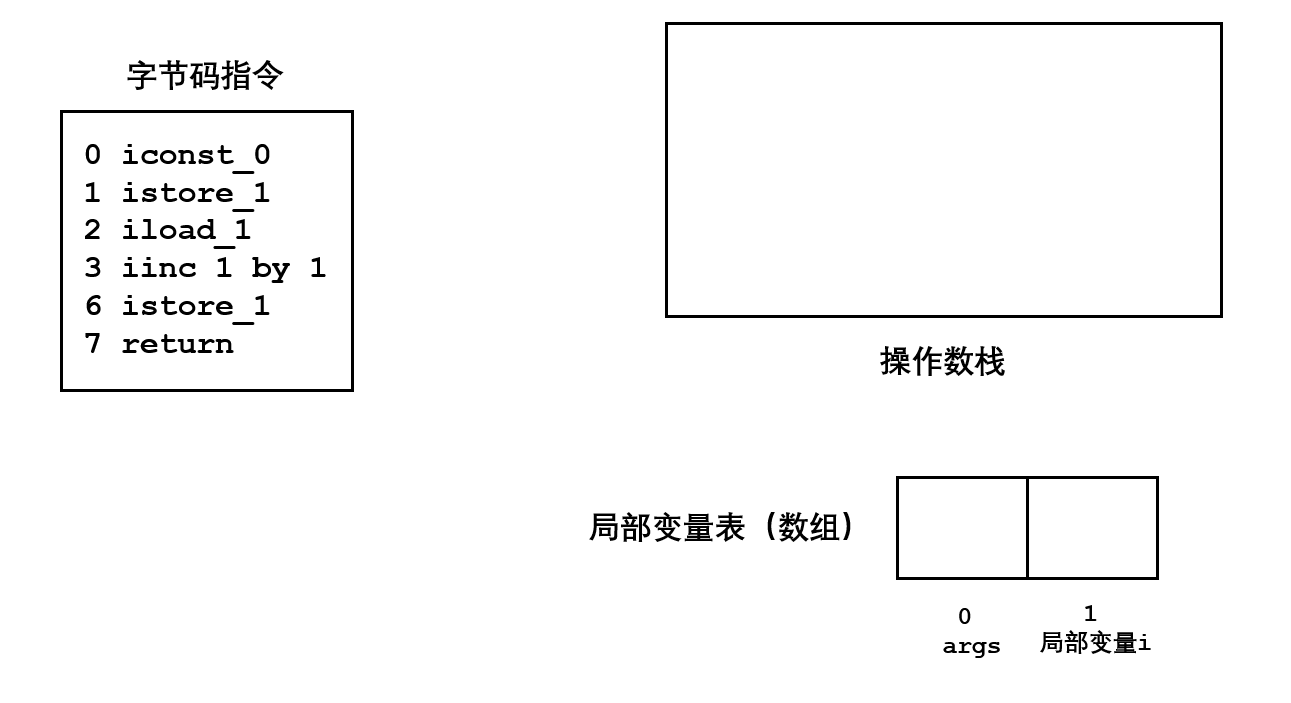 字节码指令
0 iconst_0
1 istore_1
2 iload_1
3 iinc 1 by 1
6 istore_1
7 return
操作数栈
局部变量表（数组）
0
args
1
局部变量i